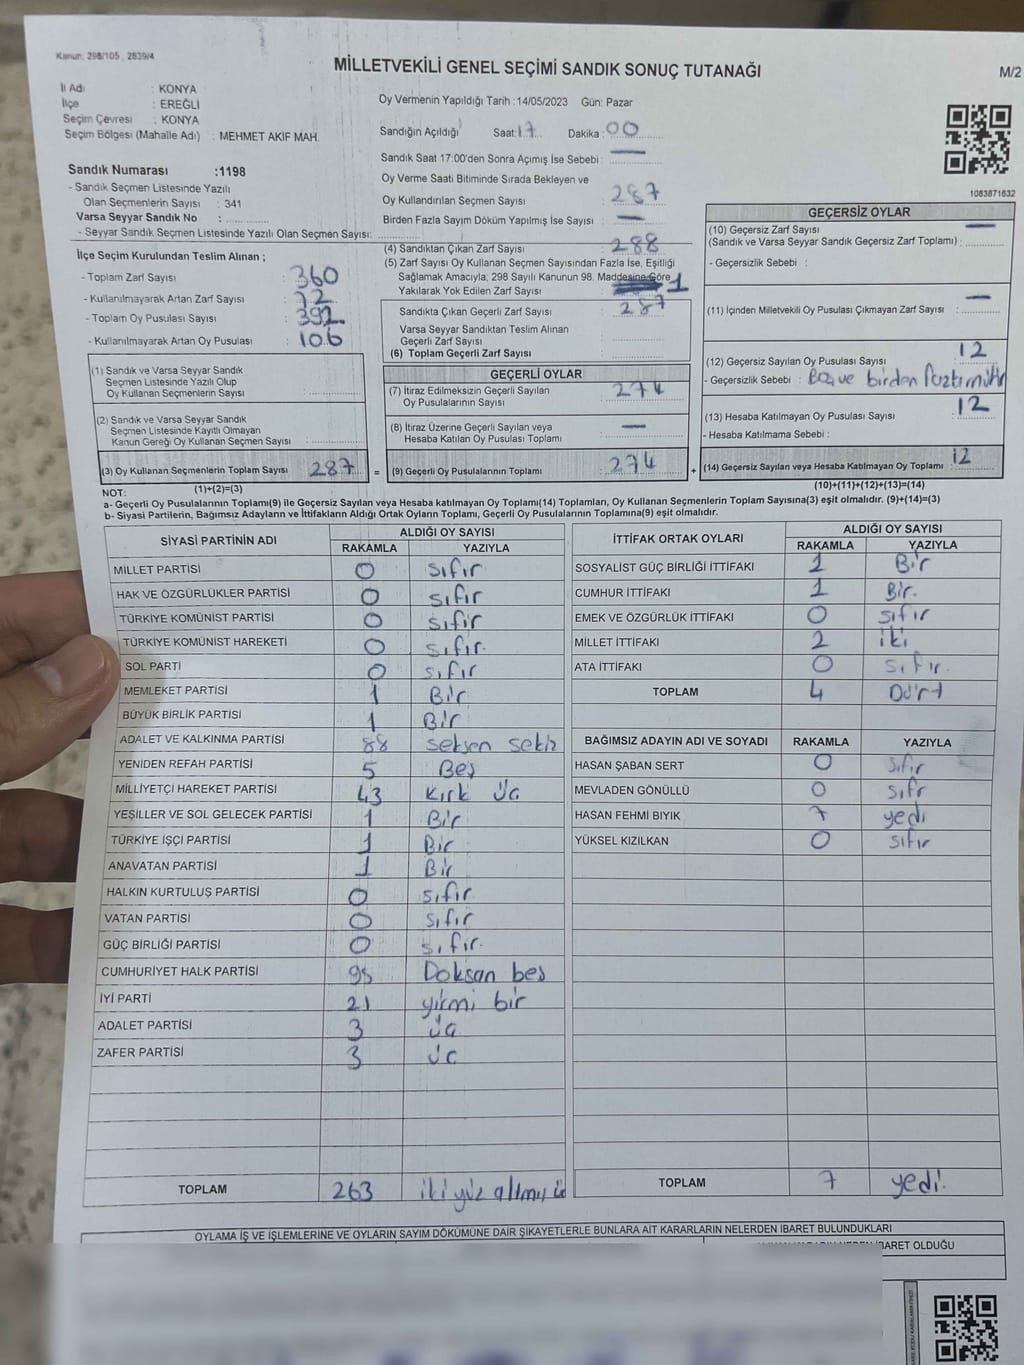 Kanun: 298/105 , 2839/4
MİLLETVEKİLİ GENEL SEÇİMİ SANDIK SONUÇ TUTANAĞI
M/2
İl Adı : KONYA
İlçe : EREĞLİ
Seçim Çevresi : KONYA
Seçim Bölgesi (Mahalle Adı) : MEHMET AKİF MAH.
Oy Vermenin Yapıldığı Tarih :14/05/2023 Gün: Pazar
Sandığın Açıldığı Saat 17 Dakika : 00
Sandık Saat 17:00'den Sonra Açımış İse Sebebi : —
Oy Verme Saati Bitiminde Sırada Bekleyen ve
Oy Kullandırılan Seçmen Sayısı : 287
Birden Fazla Sayım Döküm Yapılmış İse Sayısı : —
Sandık Numarası :1198
- Sandık Seçmen Listesinde Yazılı
Olan Seçmenlerin Sayısı : 341
Varsa Seyyar Sandık No :
- Seyyar Sandık Seçmen Listesinde Yazılı Olan Seçmen Sayısı:
İlçe Seçim Kurulundan Teslim Alınan ;
- Toplam Zarf Sayısı : 360
- Kullanılmayarak Artan Zarf Sayısı : 72
- Toplam Oy Pusulası Sayısı : 392
- Kullanılmayarak Artan Oy Pusulası : 106
(1) Sandık ve Varsa Seyyar Sandık
Seçmen Listesinde Yazılı Olup
Oy Kullanan Seçmenlerin Sayısı :
(2) Sandık ve Varsa Seyyar Sandık
Seçmen Listesinde Kayıtlı Olmayan
Kanun Gereği Oy Kullanan Seçmen Sayısı :
(3) Oy Kullanan Seçmenlerin Toplam Sayısı : 287
(1)+(2)=(3)
(4) Sandıktan Çıkan Zarf Sayısı : 288
(5) Zarf Sayısı Oy Kullanan Seçmen Sayısından Fazla İse, Eşitliği
Sağlamak Amacıyla; 298 Sayılı Kanunun 98. Maddesine Göre
Yakılarak Yok Edilen Zarf Sayısı : 1
Sandıkta Çıkan Geçerli Zarf Sayısı : 287
Varsa Seyyar Sandıktan Teslim Alınan
Geçerli Zarf Sayısı :
(6) Toplam Geçerli Zarf Sayısı :
GEÇERLİ OYLAR
(7) İtiraz Edilmeksizin Geçerli Sayılan
Oy Pusulalarının Sayısı : 274
(8) İtiraz Üzerine Geçerli Sayılan veya
Hesaba Katılan Oy Pusulası Toplamı : —
= (9) Geçerli Oy Pusulalarının Toplamı : 274
1083871632
GEÇERSİZ OYLAR
(10) Geçersiz Zarf Sayısı —
(Sandık ve Varsa Seyyar Sandık Geçersiz Zarf Toplamı) :
- Geçersizlik Sebebi :
(11) İçinden Milletvekili Oy Pusulası Çıkmayan Zarf Sayısı : —
(12) Geçersiz Sayılan Oy Pusulası Sayısı : 12
- Geçersizlik Sebebi : Boş ve birden fazla mühür
(13) Hesaba Katılmayan Oy Pusulası Sayısı : 12
- Hesaba Katılmama Sebebi :
+ (14) Geçersiz Sayılan veya Hesaba Katılmayan Oy Toplamı : 12
(10)+(11)+(12)+(13)=(14)
NOT:
a- Geçerli Oy Pusulalarının Toplamı(9) ile Geçersiz Sayılan veya Hesaba katılmayan Oy Toplamı(14) Toplamları, Oy Kullanan Seçmenlerin Toplam Sayısına(3) eşit olmalıdır. (9)+(14)=(3)
b- Siyasi Partilerin, Bağımsız Adayların ve İttifakların Aldığı Ortak Oyların Toplamı, Geçerli Oy Pusulalarının Toplamına(9) eşit olmalıdır.
SİYASİ PARTİNİN ADI ALDIĞI OY SAYISI
RAKAMLA YAZIYLA
MİLLET PARTİSİ 0 sıfır
HAK VE ÖZGÜRLÜKLER PARTİSİ 0 sıfır
TÜRKİYE KOMÜNİST PARTİSİ 0 sıfir
TÜRKİYE KOMÜNİST HAREKETİ 0 sıfır.
SOL PARTİ 0 sıfır
MEMLEKET PARTİSİ 1 Bir
BÜYÜK BİRLİK PARTİSİ 1 Bir
ADALET VE KALKINMA PARTİSİ 88 seksen sekiz
YENİDEN REFAH PARTİSİ 5 Beş
MİLLİYETÇİ HAREKET PARTİSİ 43 kırk üç
YEŞİLLER VE SOL GELECEK PARTİSİ 1 Bir
TÜRKİYE İŞÇİ PARTİSİ 1 Bir
ANAVATAN PARTİSİ 1 Bir
HALKIN KURTULUŞ PARTİSİ 0 sıfır.
VATAN PARTİSİ 0 sıfır
GÜÇ BİRLİĞİ PARTİSİ 0 sıfır.
CUMHURİYET HALK PARTİSİ 95 Doksan beş
İYİ PARTİ 21 yirmi bir
ADALET PARTİSİ 3 üç
ZAFER PARTİSİ 3 üç
TOPLAM 263 iki yüz altmış
İTTİFAK ORTAK OYLARI ALDIĞI OY SAYISI
RAKAMLA YAZIYLA
SOSYALİST GÜÇ BİRLİĞİ İTTİFAKI 1 Bir
CUMHUR İTTİFAKI 1 Bir.
EMEK VE ÖZGÜRLÜK İTTİFAKI 0 sıfır
MİLLET İTTİFAKI 2 iki
ATA İTTİFAKI 0 sıfır.
TOPLAM 4 Dört
BAĞIMSIZ ADAYIN ADI VE SOYADI RAKAMLA YAZIYLA
HASAN ŞABAN SERT 0 sıfır
MEVLADEN GÖNÜLLÜ 0 sıfr
HASAN FEHMİ BIYIK 7 yedi
YÜKSEL KIZILKAN 0 sıfır
TOPLAM 7 yedi.
OYLAMA İŞ VE İŞLEMLERİNE VE OYLARIN SAYIM DÖKÜMÜNE DAİR ŞİKAYETLERLE BUNLARA AİT KARARLARIN NELERDEN İBARET BULUNDUKLARI
İBARET OLDUĞU